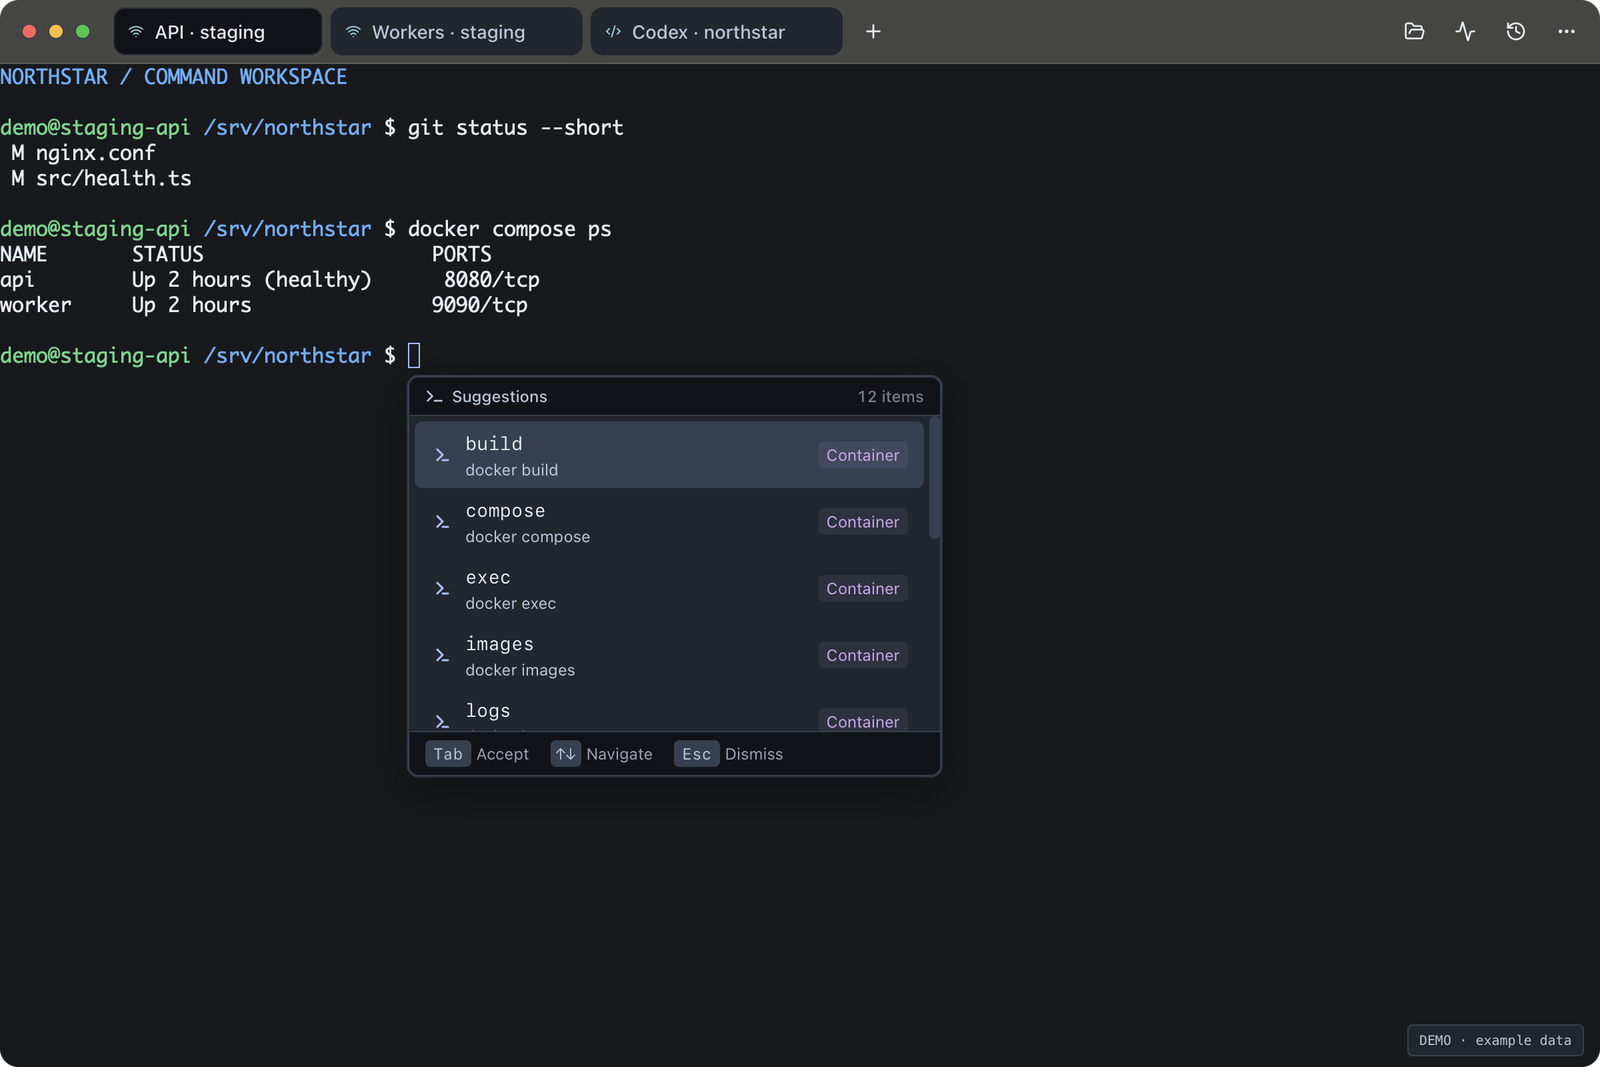 API · staging
Workers · staging
Codex · northstar
NORTHSTAR / COMMAND WORKSPACE
demo@staging-api /srv/northstar $ git status --short
M nginx.conf
M src/health.ts
demo@staging-api /srv/northstar $ docker compose ps
NAME STATUS PORTS
api Up 2 hours (healthy) 8080/tcp
worker Up 2 hours 9090/tcp
demo@staging-api /srv/northstar $
Suggestions 12 items
build
docker build
Container
compose
docker compose
Container
exec
docker exec
Container
images
docker images
Container
logs
Container
Tab Accept ↑↓ Navigate Esc Dismiss
DEMO · example data